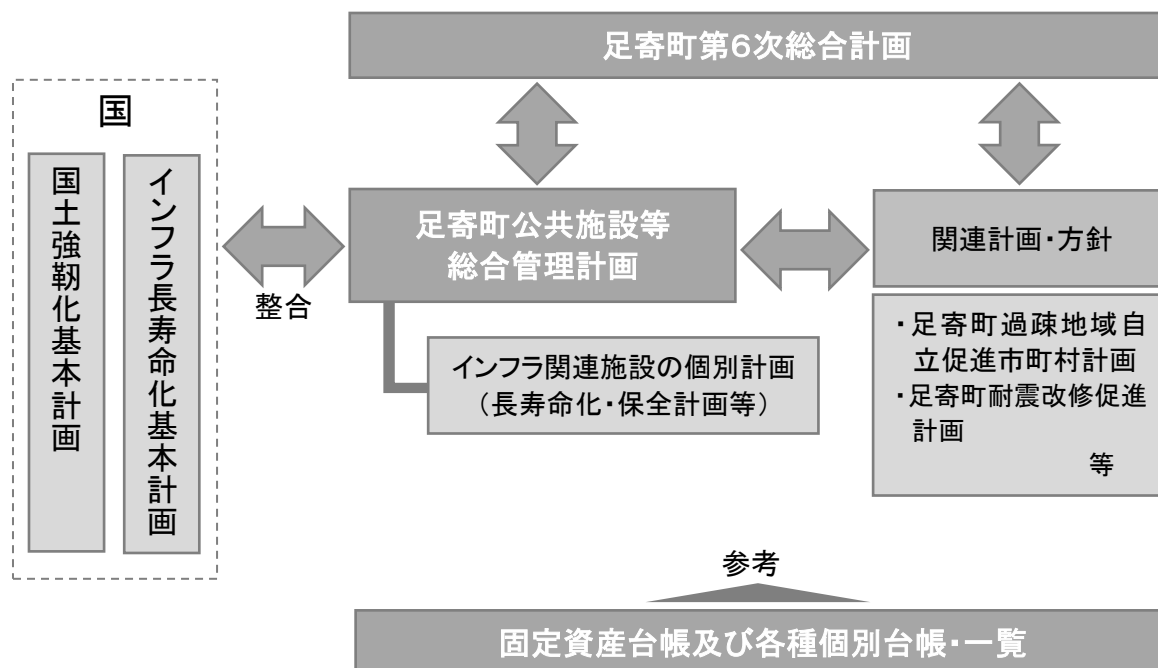 足寄町第6次総合計画
国
国土強靭化基本計画
インフラ長寿命化基本計画
整合
足寄町公共施設等
総合管理計画
関連計画・方針
・足寄町過疎地域自
立促進市町村計画
・足寄町耐震改修促進
計画
等
インフラ関連施設の個別計画
（長寿命化・保全計画等）
参考
固定資産台帳及び各種個別台帳・一覧